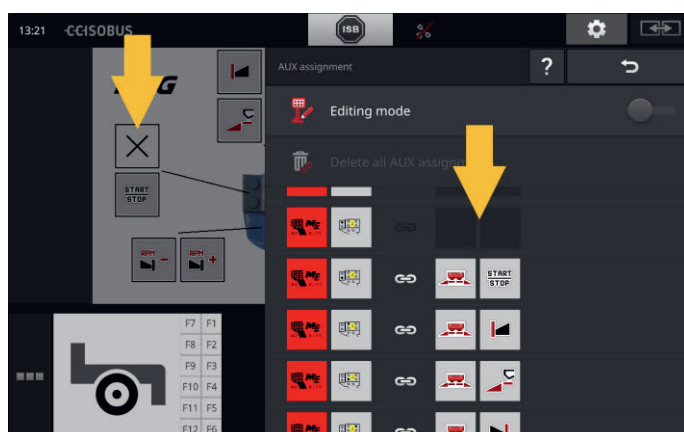 13:21
CCISOBUS
ISB
AUX assignment
?
Editing mode
Delete all AUX
START
STOP
RPM
RPM
START
STOP
F7 F1
F8 F2
F9 F3
F10 F4
F11 F5
F12 F6